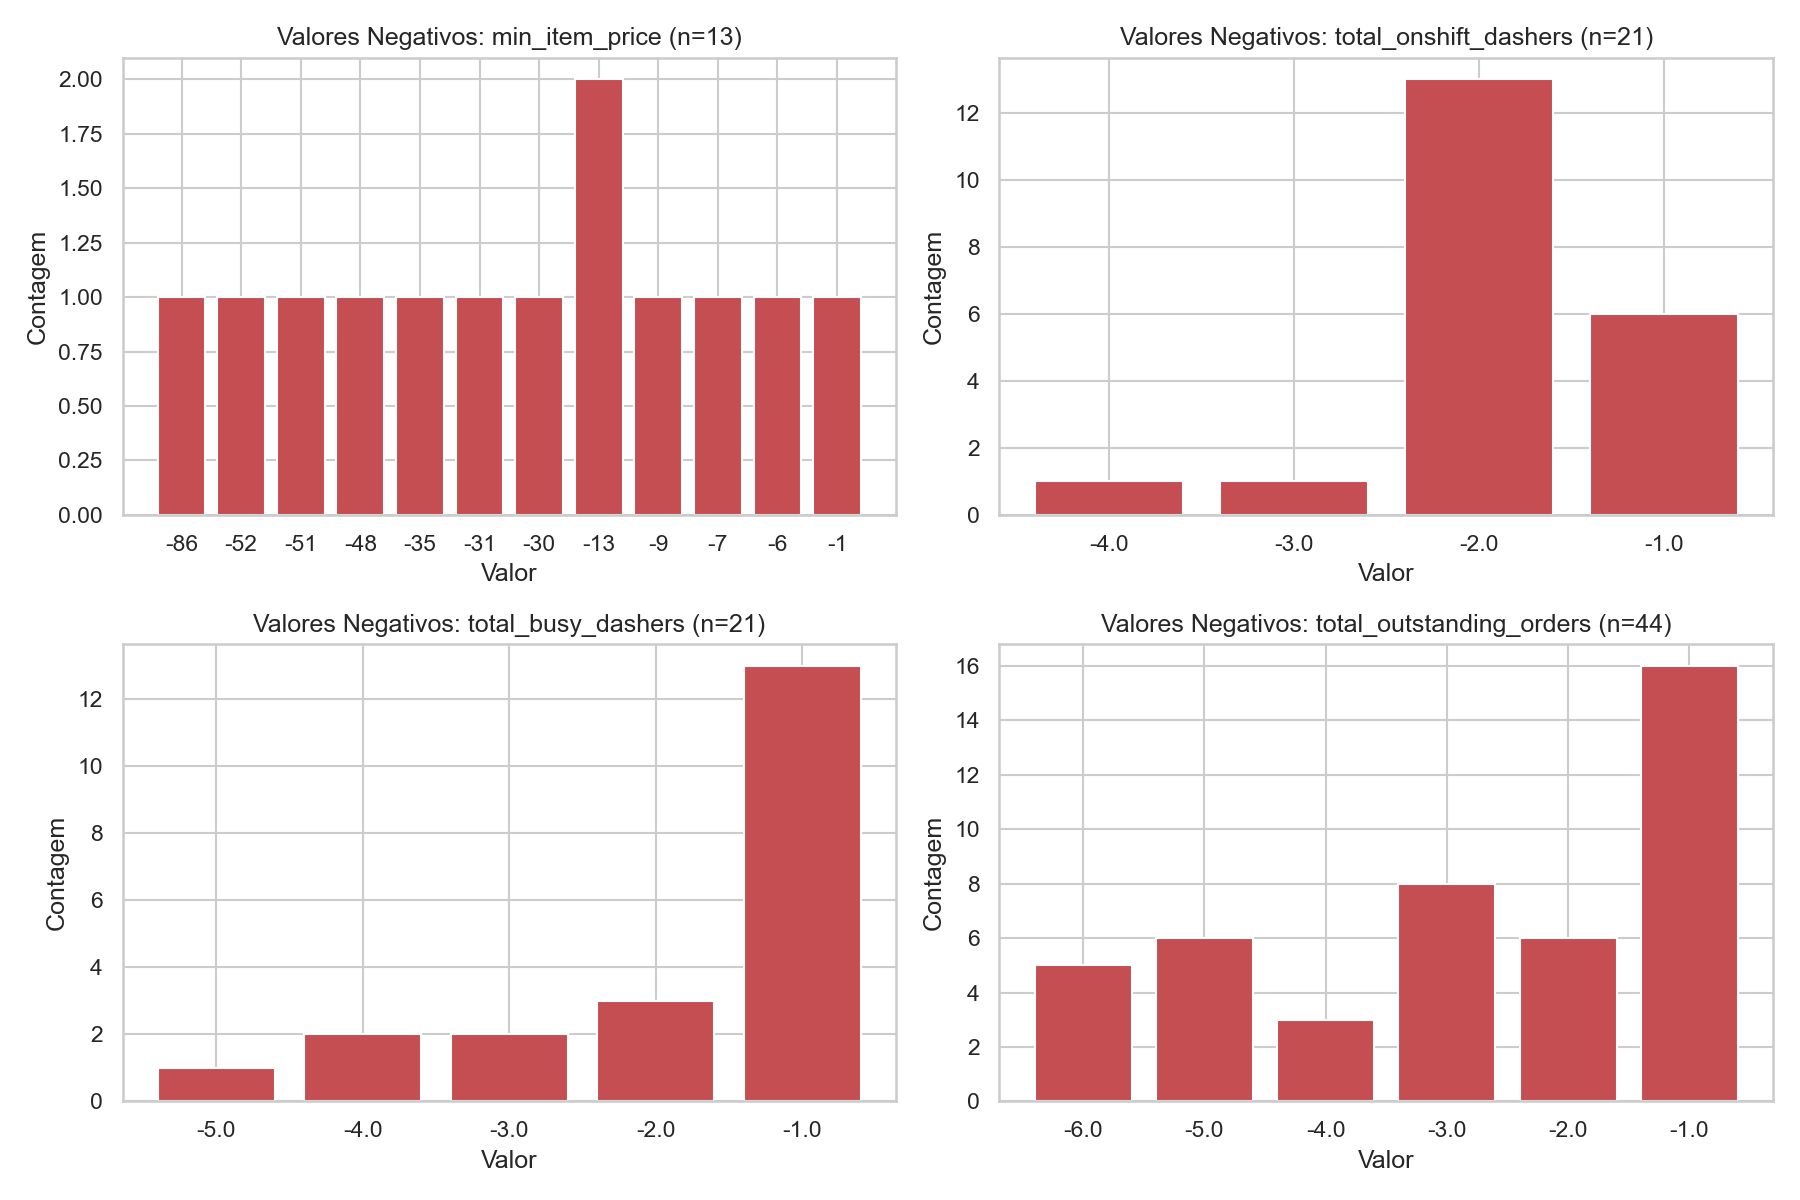 Valores Negativos: min_item_price (n=13)
2.00
1.75
1.50
1.25
1.00
0.75
0.50
0.25
0.00
Contagem
-86 -52 -51 -48 -35 -31 -30 -13 -9 -7 -6 -1
Valor
Valores Negativos: total_onshift_dashers (n=21)
12
10
8
6
4
2
0
Contagem
-4.0 -3.0 -2.0 -1.0
Valor
Valores Negativos: total_busy_dashers (n=21)
12
10
8
6
4
2
0
Contagem
-5.0 -4.0 -3.0 -2.0 -1.0
Valor
Valores Negativos: total_outstanding_orders (n=44)
16
14
12
10
8
6
4
2
0
Contagem
-6.0 -5.0 -4.0 -3.0 -2.0 -1.0
Valor